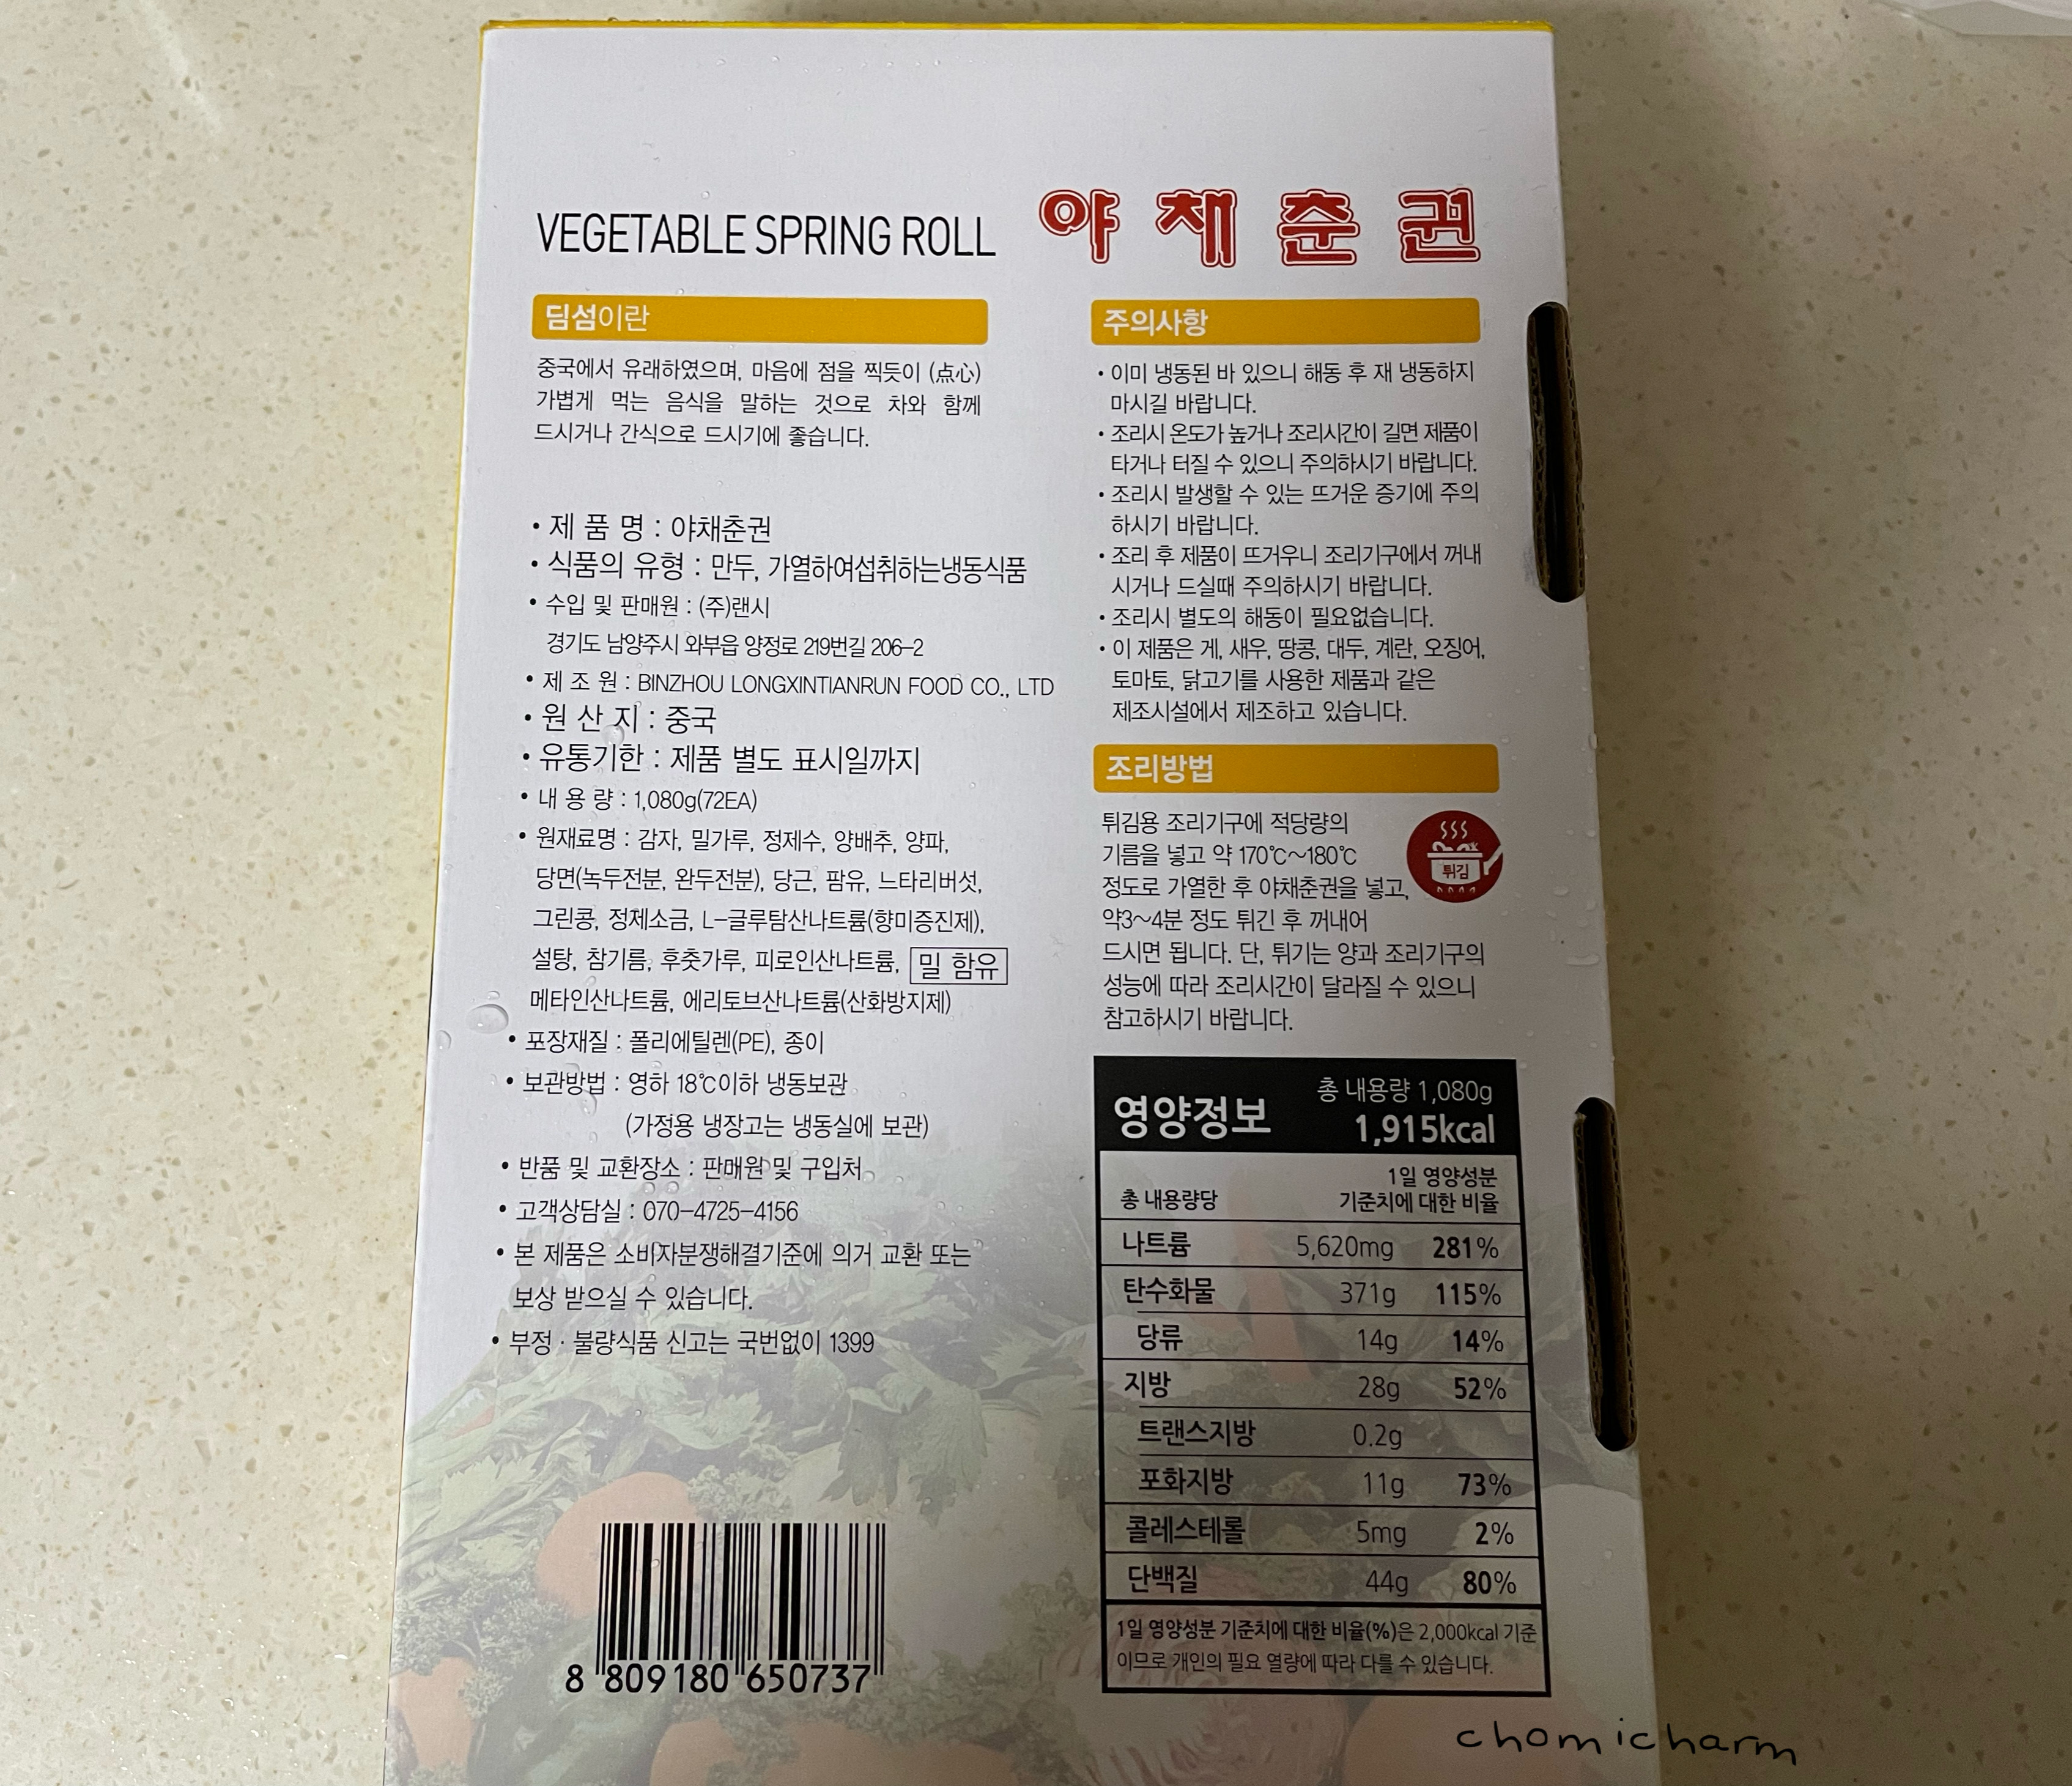 VEGETABLE SPRING ROLL 야채춘권
딤섬이란
중국에서 유래하였으며, 마음에 점을 찍듯이 (点心)
가볍게 먹는 음식을 말하는 것으로 차와 함께
드시거나 간식으로 드시기에 좋습니다.
• 제 품 명 : 야채춘권
• 식품의 유형 : 만두, 가열하여섭취하는냉동식품
• 수입 및 판매원 : (주)랜시
경기도 남양주시 와부읍 양정로 219번길 206-2
• 제 조 원 : BINZHOU LONGXINTIANRUN FOOD CO., LTD
• 원 산 지 : 중국
• 유통기한 : 제품 별도 표시일까지
• 내 용 량 : 1,080g(72EA)
• 원재료명 : 감자, 밀가루, 정제수, 양배추, 양파,
당면(녹두전분, 완두전분), 당근, 팜유, 느타리버섯,
그린콩, 정체소금, L-글루탐산나트륨(향미증진제),
설탕, 참기름, 후춧가루, 피로인산나트륨, 밀 함유
메타인산나트륨, 에리토브산나트륨(산화방지제)
• 포장재질 : 폴리에틸렌(PE), 종이
• 보관방법 : 영하 18℃이하 냉동보관
(가정용 냉장고는 냉동실에 보관)
• 반품 및 교환장소 : 판매원 및 구입처
• 고객상담실 : 070-4725-4156
• 본 제품은 소비자분쟁해결기준에 의거 교환 또는
보상 받으실 수 있습니다.
• 부정 · 불량식품 신고는 국번없이 1399
8 809180 650737
주의사항
• 이미 냉동된 바 있으니 해동 후 재 냉동하지
마시길 바랍니다.
• 조리시 온도가 높거나 조리시간이 길면 제품이
타거나 터질 수 있으니 주의하시기 바랍니다.
• 조리시 발생할 수 있는 뜨거운 증기에 주의
하시기 바랍니다.
• 조리 후 제품이 뜨거우니 조리기구에서 꺼내
시거나 드실때 주의하시기 바랍니다.
• 조리시 별도의 해동이 필요없습니다.
• 이 제품은 게, 새우, 땅콩, 대두, 계란, 오징어,
토마토, 닭고기를 사용한 제품과 같은
제조시설에서 제조하고 있습니다.
조리방법
튀김용 조리기구에 적당량의
기름을 넣고 약 170℃~180℃
정도로 가열한 후 야채춘권을 넣고,
약3~4분 정도 튀긴 후 꺼내어
드시면 됩니다. 단, 튀기는 양과 조리기구의
성능에 따라 조리시간이 달라질 수 있으니
참고하시기 바랍니다.
튀김
영양정보 총 내용량 1,080g
1,915kcal
총 내용량당 1일 영양성분
기준치에 대한 비율
나트륨 5,620mg 281%
탄수화물 371g 115%
당류 14g 14%
지방 28g 52%
트랜스지방 0.2g
포화지방 11g 73%
콜레스테롤 5mg 2%
단백질 44g 80%
1일 영양성분 기준치에 대한 비율(%)은 2,000kcal 기준
이므로 개인의 필요 열량에 따라 다를 수 있습니다.
chomicharm